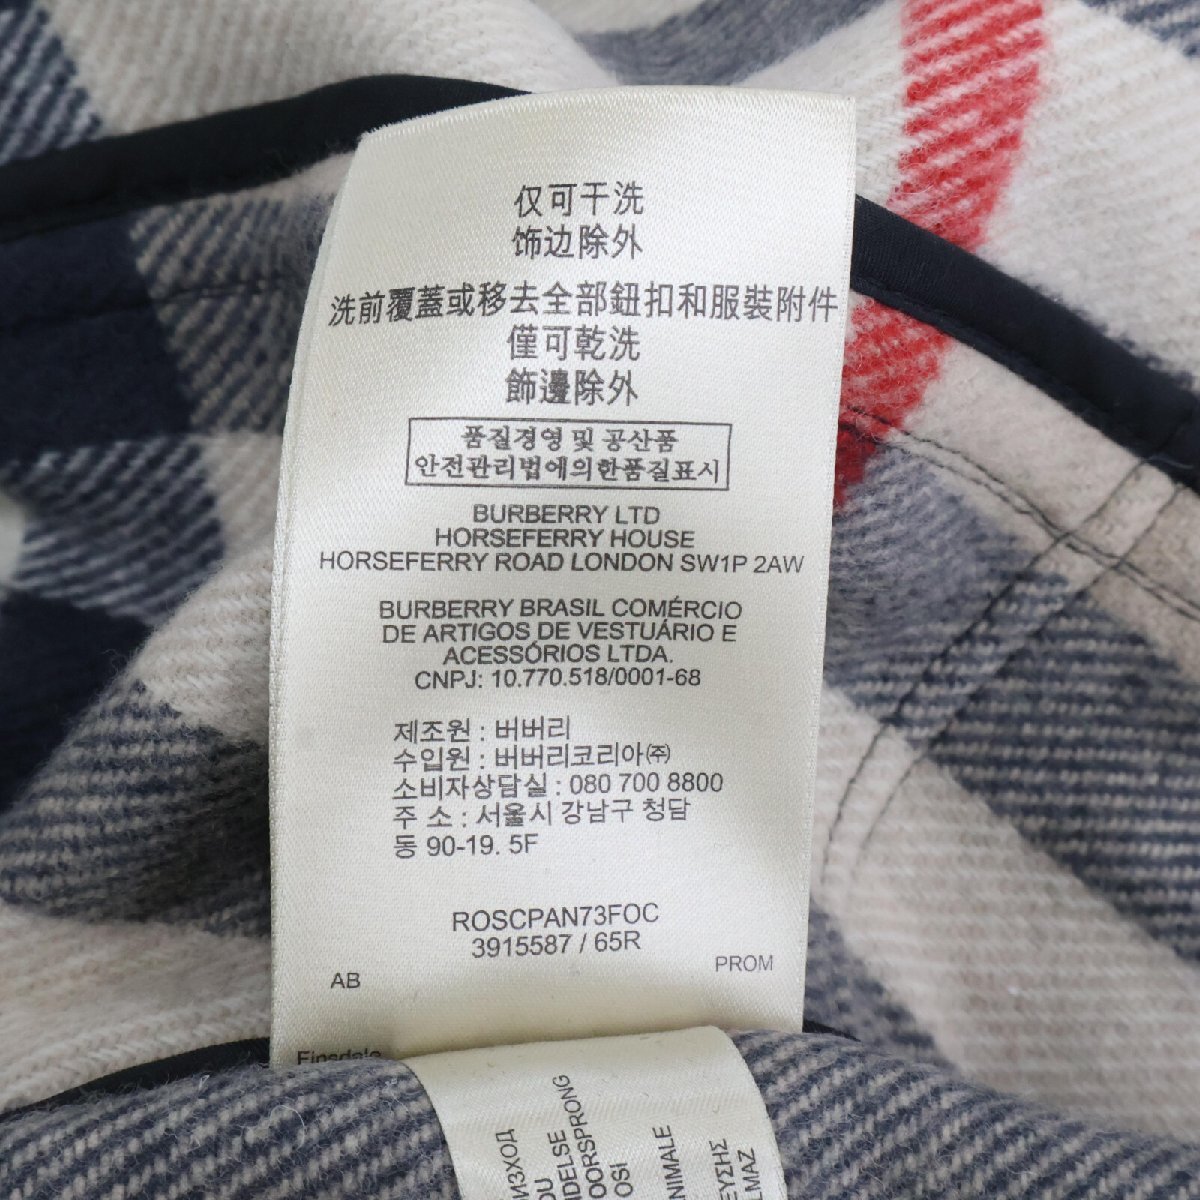 仅可干洗
饰边除外
洗前覆蓋或移去全部鈕扣和服裝附件
僅可乾洗
飾邊除外
품질경영 및 공산품
안전관리법에의한품질표시
BURBERRY LTD
HORSEFERRY HOUSE
HORSEFERRY ROAD LONDON SW1P 2AW
BURBERRY BRASIL COMÉRCIO
DE ARTIGOS DE VESTUÁRIO E
ACESSÓRIOS LTDA.
CNPJ: 10.770.518/0001-68
제조원 : 버버리
수입원 : 버버리코리아㈜
소비자상담실 : 080 700 8800
주 소 : 서울시 강남구 청담
동 90-19. 5F
ROSCPAN73FOC
3915587 / 65R
AB
PROM
Finsdale